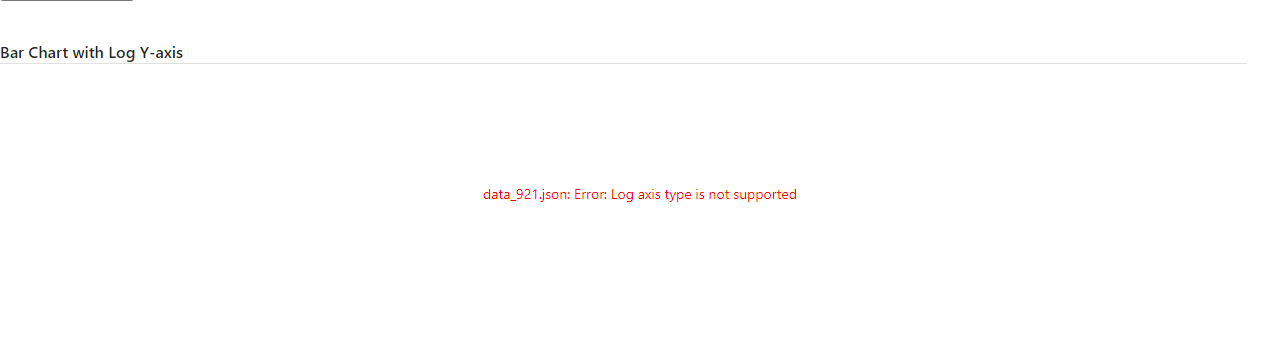 Bar Chart with Log Y-axis
data_921.json: Error: Log axis type is not supported